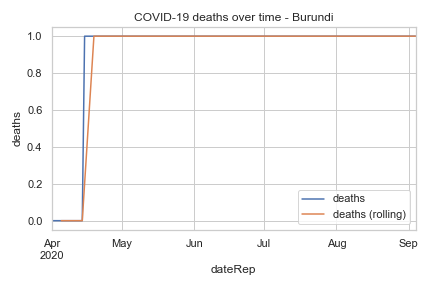 COVID-19 deaths over time - Burundi
deaths
1.0
0.8
0.6
0.4
0.2
0.0
deaths
deaths (rolling)
Apr May Jun Jul Aug Sep
2020
dateRep